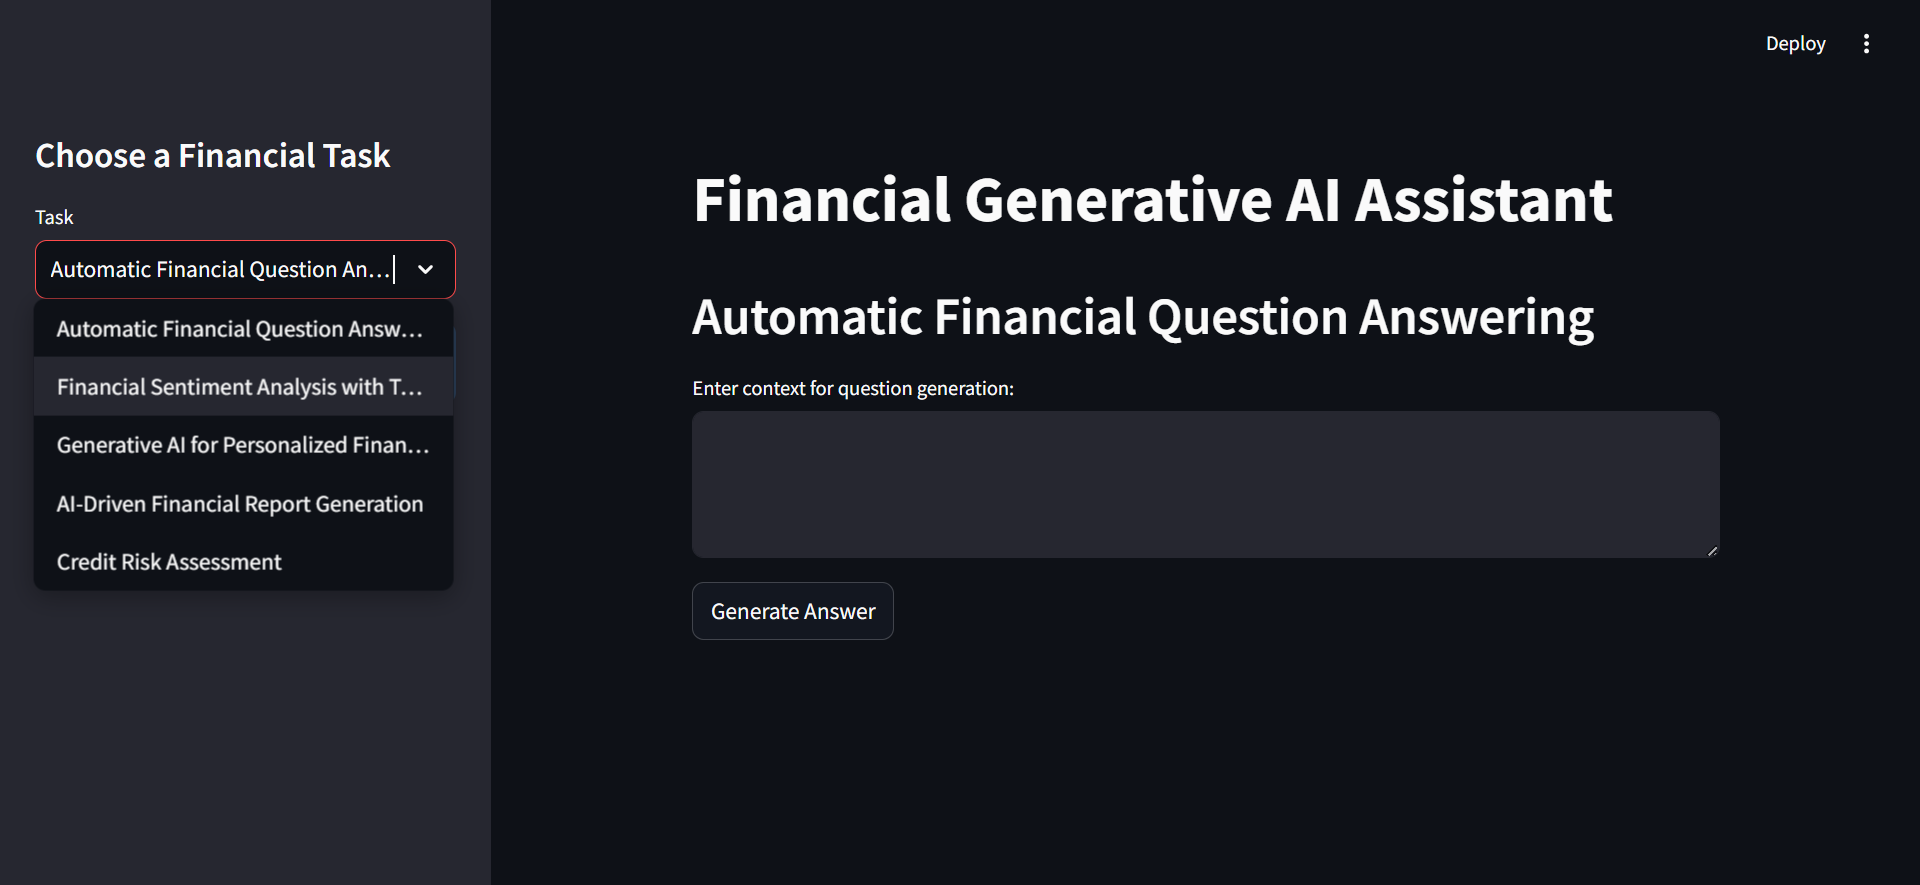 Deploy
Choose a Financial Task
Task
Automatic Financial Question An...
Automatic Financial Question Answ...
Financial Sentiment Analysis with T...
Generative AI for Personalized Finan...
AI-Driven Financial Report Generation
Credit Risk Assessment
Financial Generative AI Assistant
Automatic Financial Question Answering
Enter context for question generation:
Generate Answer